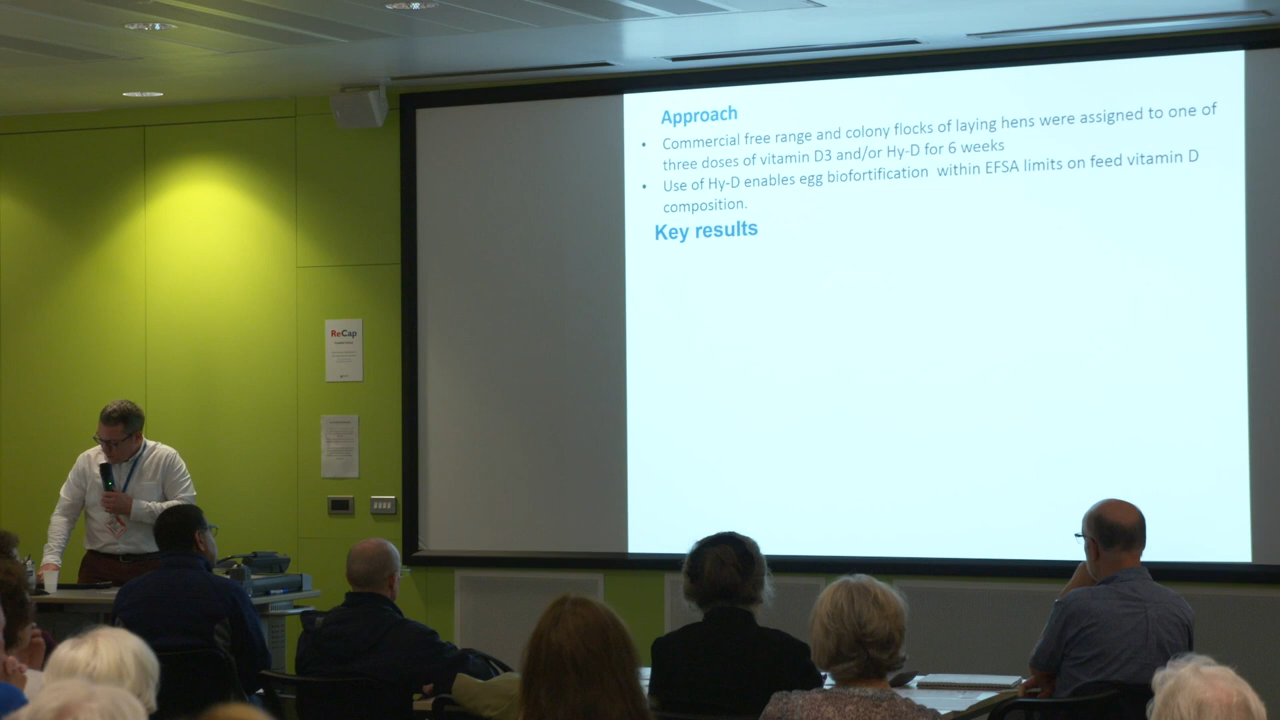 Approach
• Commercial free range and colony flocks of laying hens were assigned to one of
three doses of vitamin D3 and/or Hy-D for 6 weeks
• Use of Hy-D enables egg biofortification within EFSA limits on feed vitamin D
composition.
Key results
ReCap